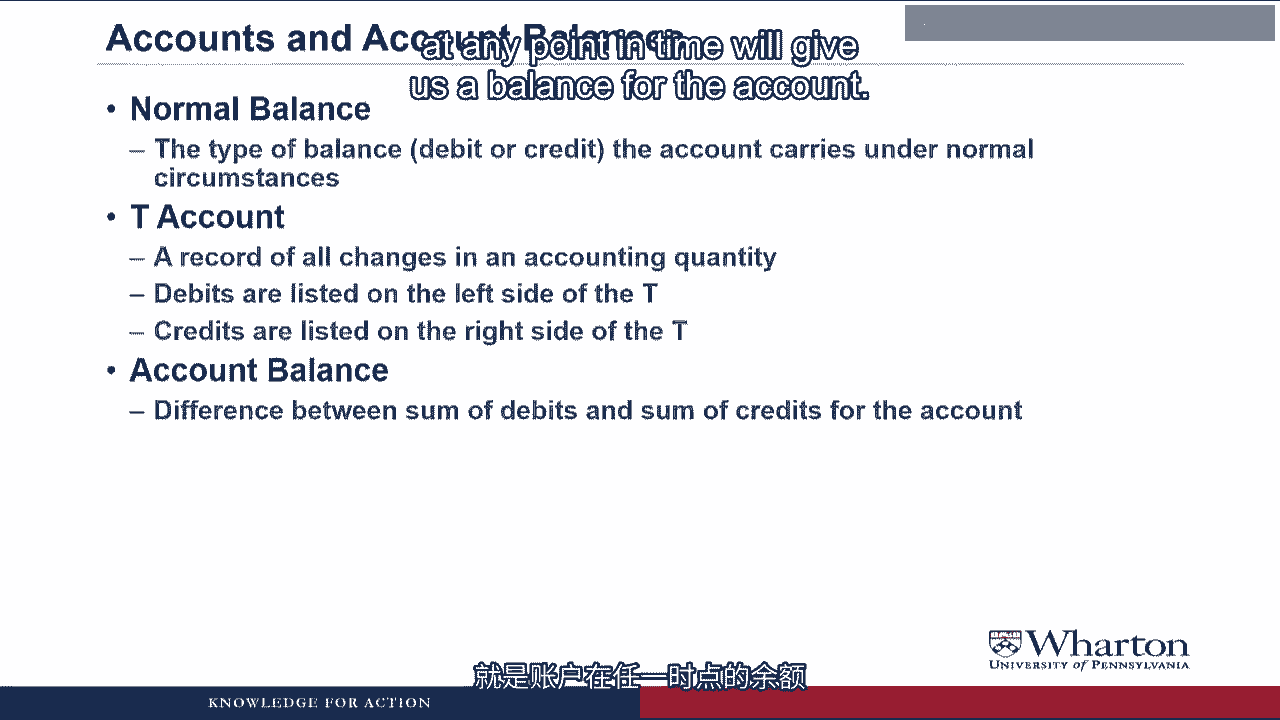 Accounts and Account Balances
at any point in time will give
us a balance for the account.
• Normal Balance
– The type of balance (debit or credit) the account carries under normal
circumstances
• T Account
– A record of all changes in an accounting quantity
– Debits are listed on the left side of the T
– Credits are listed on the right side of the T
• Account Balance
– Difference between sum of debits and sum of credits for the account
Wharton
UNIVERSITY of PENNSYLVANIA
就是账户在任一时点的余额
KNOWLEDGE FOR ACTION